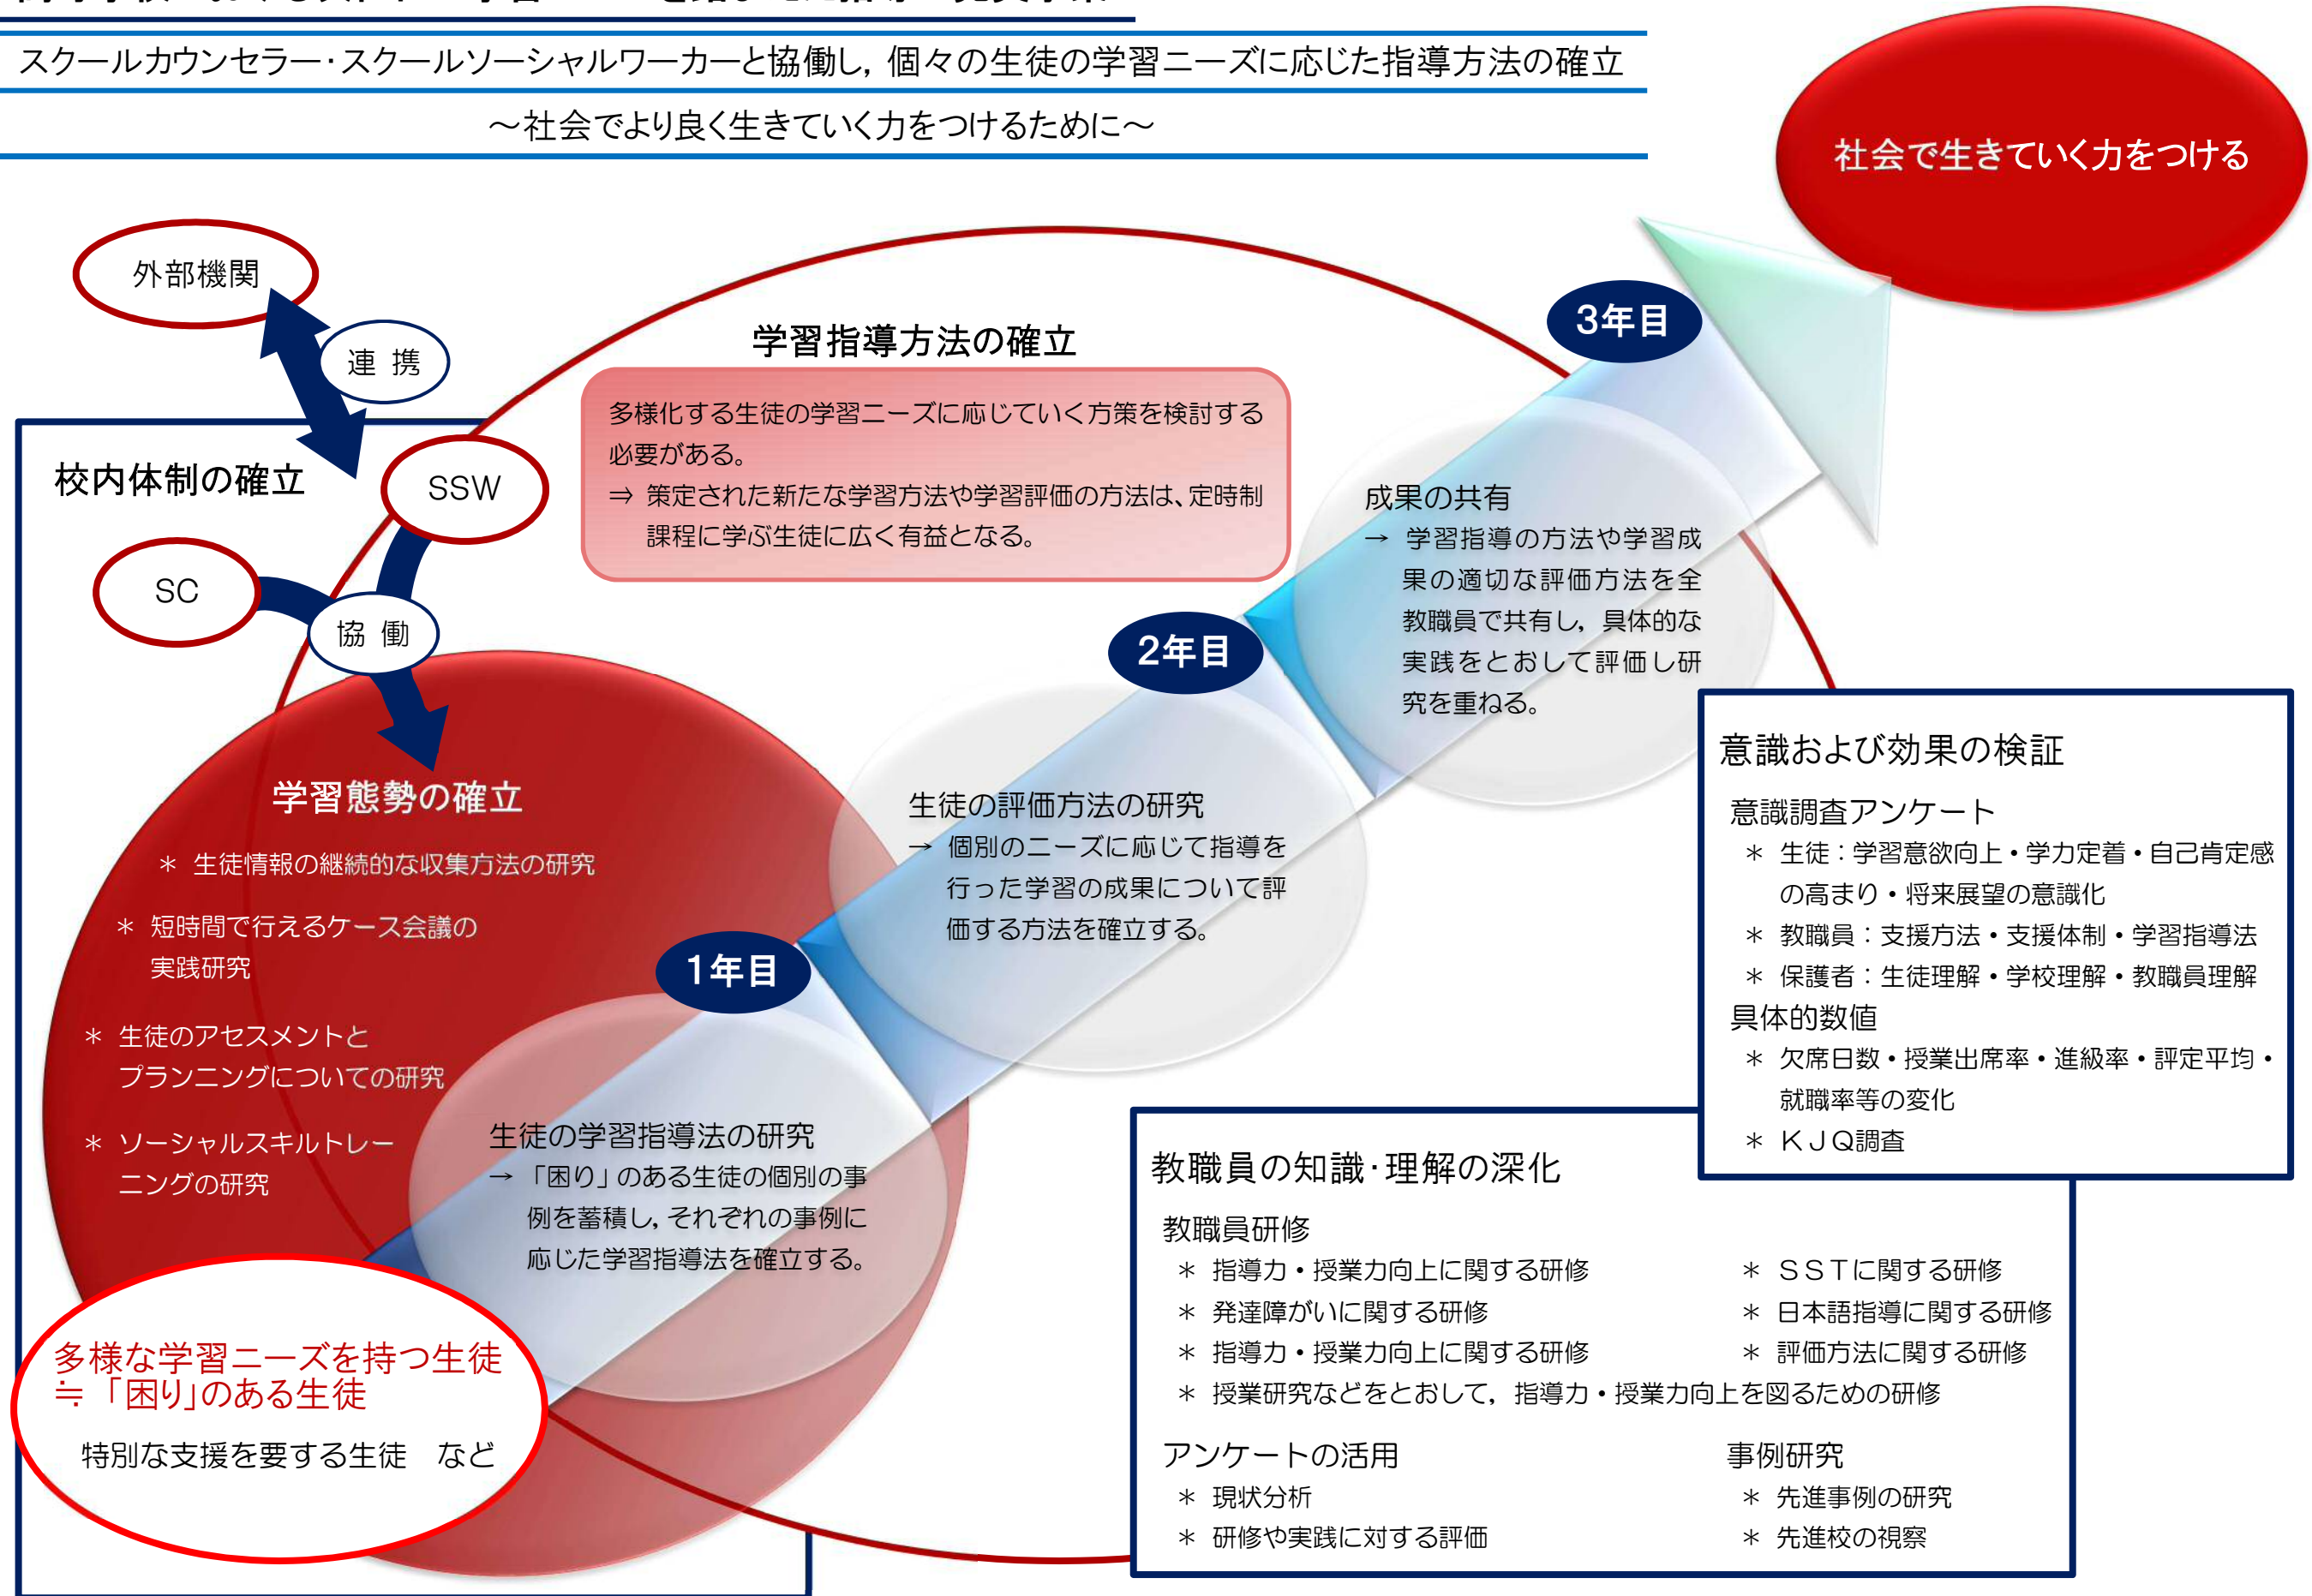 スクールカウンセラー・スクールソーシャルワーカーと協働し，個々の生徒の学習ニーズに応じた指導方法の確立
～社会でより良く生きていく力をつけるために～
社会で生きていく力をつける
外部機関
連 携
校内体制の確立
SSW
SC
協 働
学習指導方法の確立
多様化する生徒の学習ニーズに応じていく方策を検討する
必要がある。
⇒ 策定された新たな学習方法や学習評価の方法は、定時制
課程に学ぶ生徒に広く有益となる。
3年目
成果の共有
→ 学習指導の方法や学習成
果の適切な評価方法を全
教職員で共有し，具体的な
実践をとおして評価し研
究を重ねる。
2年目
生徒の評価方法の研究
→ 個別のニーズに応じて指導を
行った学習の成果について評
価する方法を確立する。
1年目
生徒の学習指導法の研究
→ 「困り」のある生徒の個別の事
例を蓄積し，それぞれの事例に
応じた学習指導法を確立する。
学習態勢の確立
＊ 生徒情報の継続的な収集方法の研究
＊ 短時間で行えるケース会議の
実践研究
＊ 生徒のアセスメントと
プランニングについての研究
＊ ソーシャルスキルトレー
ニングの研究
多様な学習ニーズを持つ生徒
≒「困り」のある生徒
特別な支援を要する生徒　など
意識および効果の検証
意識調査アンケート
＊ 生徒：学習意欲向上・学力定着・自己肯定感
の高まり・将来展望の意識化
＊ 教職員：支援方法・支援体制・学習指導法
＊ 保護者：生徒理解・学校理解・教職員理解
具体的数値
＊ 欠席日数・授業出席率・進級率・評定平均・
就職率等の変化
＊ ＫＪＱ調査
教職員の知識・理解の深化
教職員研修
＊ 指導力・授業力向上に関する研修
＊ ＳＳＴに関する研修
＊ 発達障がいに関する研修
＊ 日本語指導に関する研修
＊ 指導力・授業力向上に関する研修
＊ 評価方法に関する研修
＊ 授業研究などをとおして，指導力・授業力向上を図るための研修
アンケートの活用
＊ 現状分析
＊ 研修や実践に対する評価
事例研究
＊ 先進事例の研究
＊ 先進校の視察